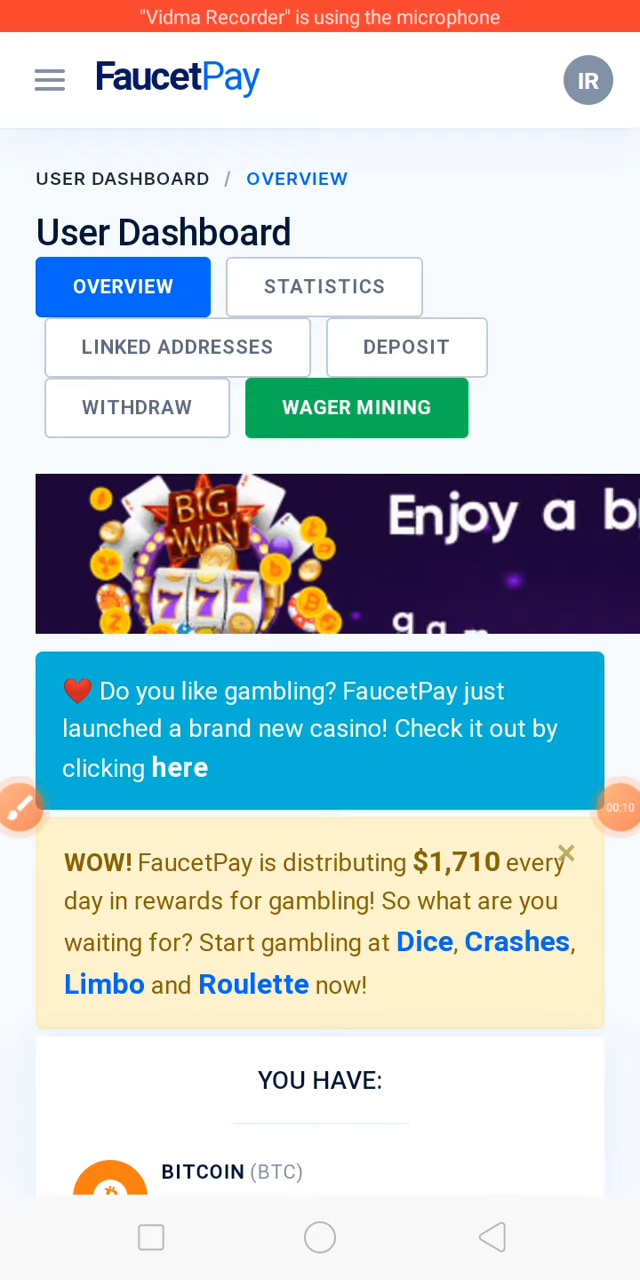 "Vidma Recorder" is using the microphone
FaucetPay
IR
USER DASHBOARD / OVERVIEW
User Dashboard
OVERVIEW
STATISTICS
LINKED ADDRESSES
DEPOSIT
WITHDRAW
WAGER MINING
BIG
WIN
777
Enjoy a b
❤️ Do you like gambling? FaucetPay just
launched a brand new casino! Check it out by
clicking here
00:10
WOW! FaucetPay is distributing $1,710 every
day in rewards for gambling! So what are you
waiting for? Start gambling at Dice, Crashes,
Limbo and Roulette now!
YOU HAVE:
BITCOIN (BTC)